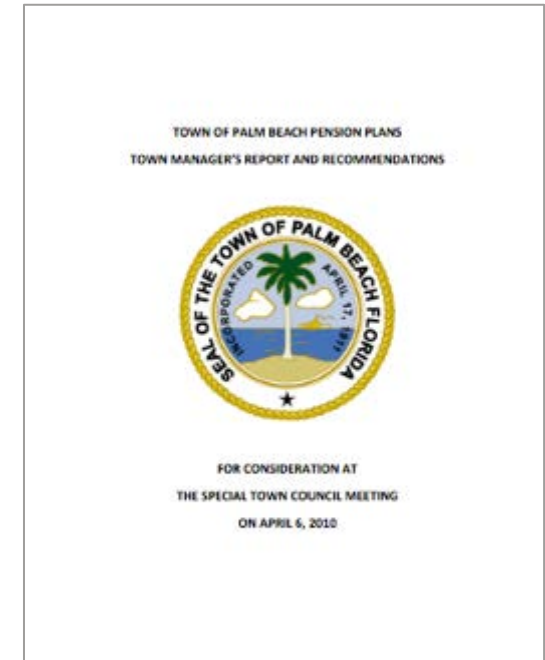 TOWN OF PALM BEACH PENSION PLANS
TOWN MANAGER'S REPORT AND RECOMMENDATIONS
SEAL OF THE TOWN OF PALM BEACH FLORIDA
INCORPORATED APRIL 17, 1911
FOR CONSIDERATION AT
THE SPECIAL TOWN COUNCIL MEETING
ON APRIL 6, 2010